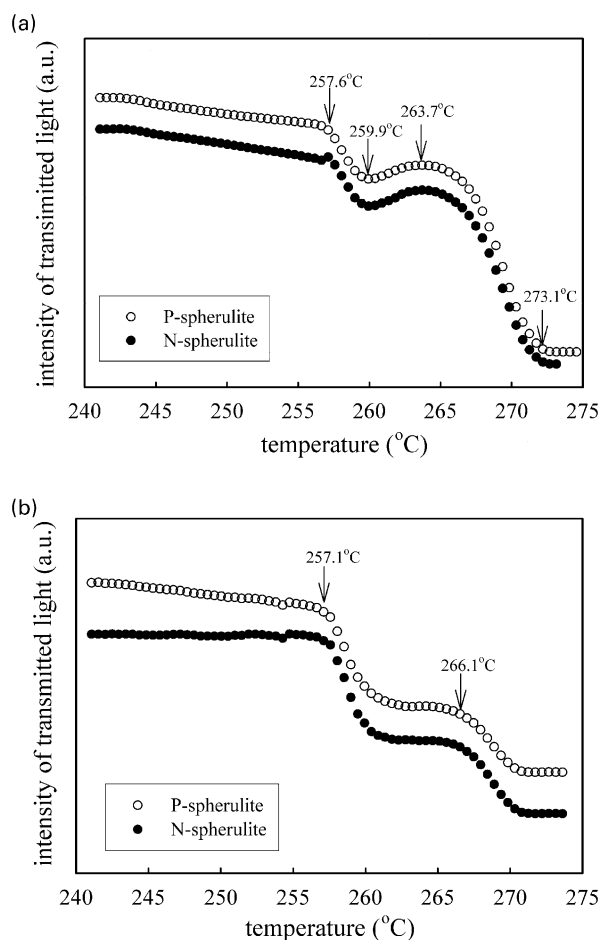 (a)
intensity of transimitted light (a.u.)
257.6°C
259.9°C
263.7°C
273.1°C
P-spherulite
N-spherulite
240 245 250 255 260 265 270 275
temperature (°C)
(b)
intensity of transmitted light (a.u.)
257.1°C
266.1°C
P-spherulite
N-spherulite
240 245 250 255 260 265 270 275
temperature (°C)